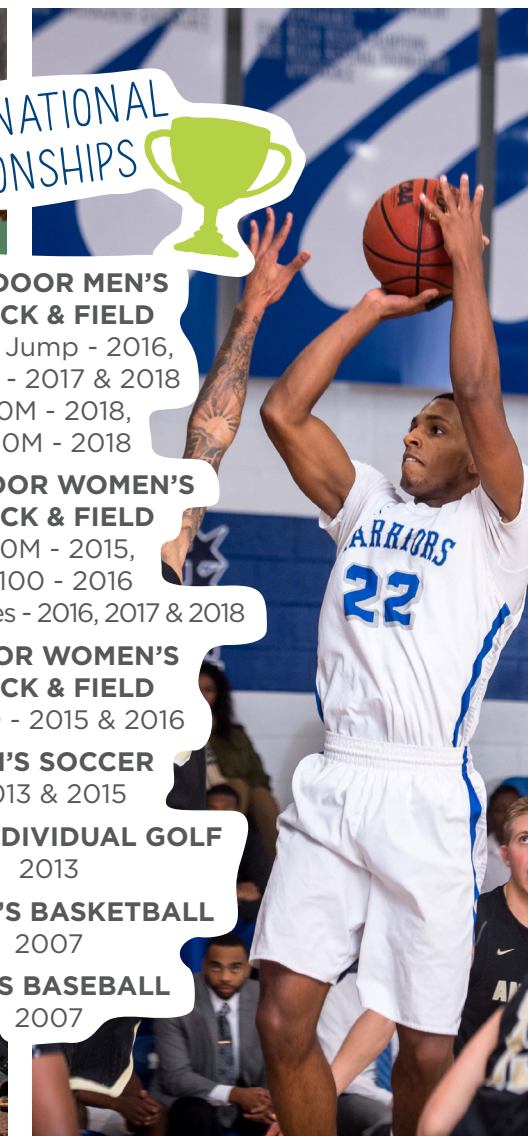 NATIONAL
ONSHIPS
DOOR MEN'S
CK & FIELD
Jump - 2016,
- 2017 & 2018
0M - 2018,
0M - 2018
OOR WOMEN'S
CK & FIELD
0M - 2015,
100 - 2016
es - 2016, 2017 & 2018
OR WOMEN'S
CK & FIELD
- 2015 & 2016
'S SOCCER
013 & 2015
DIVIDUAL GOLF
2013
'S BASKETBALL
2007
S BASEBALL
2007
ARRIORS
22
AN